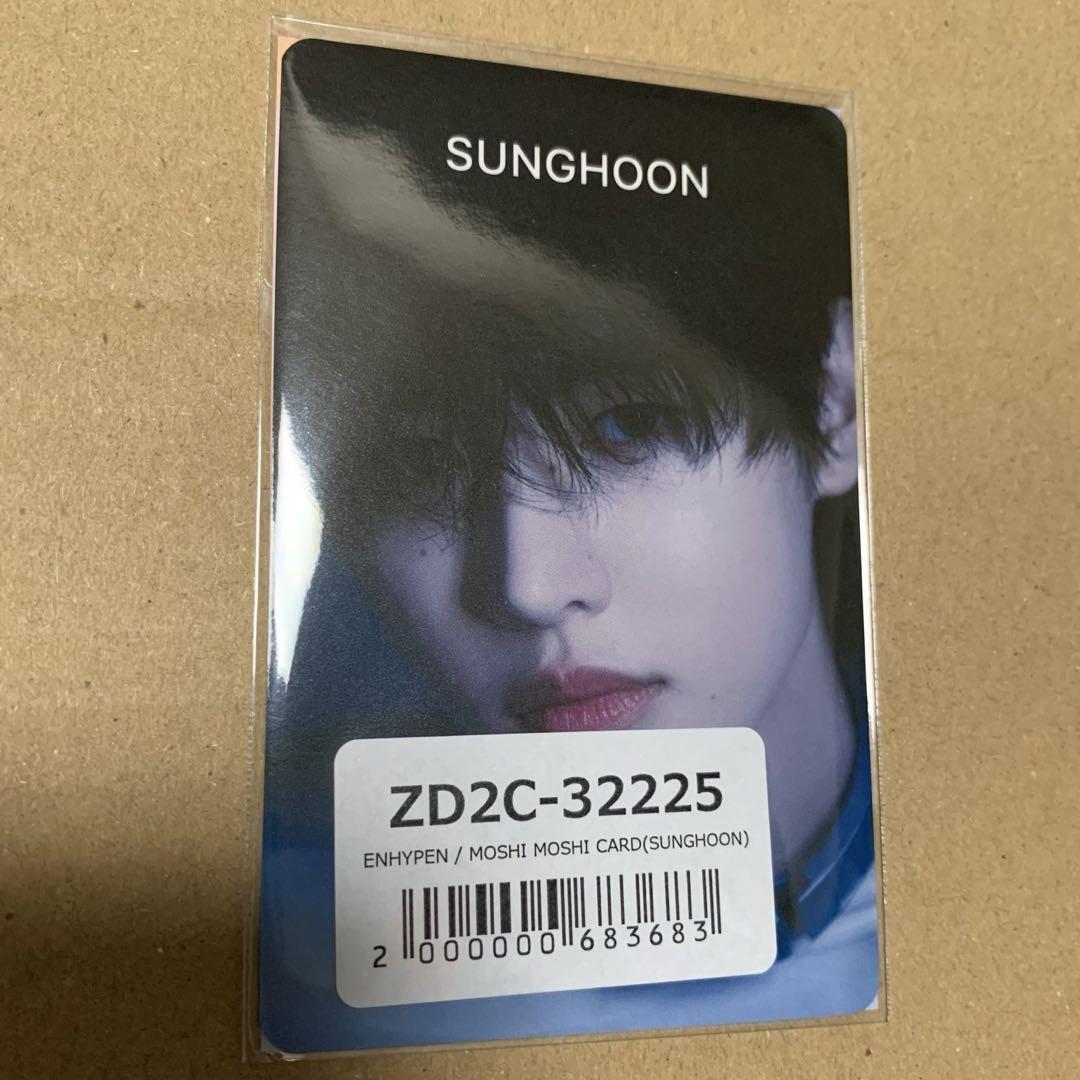 SUNGHOON
ZD2C-32225
ENHYPEN / MOSHI MOSHI CARD(SUNGHOON)
2 000000 683683